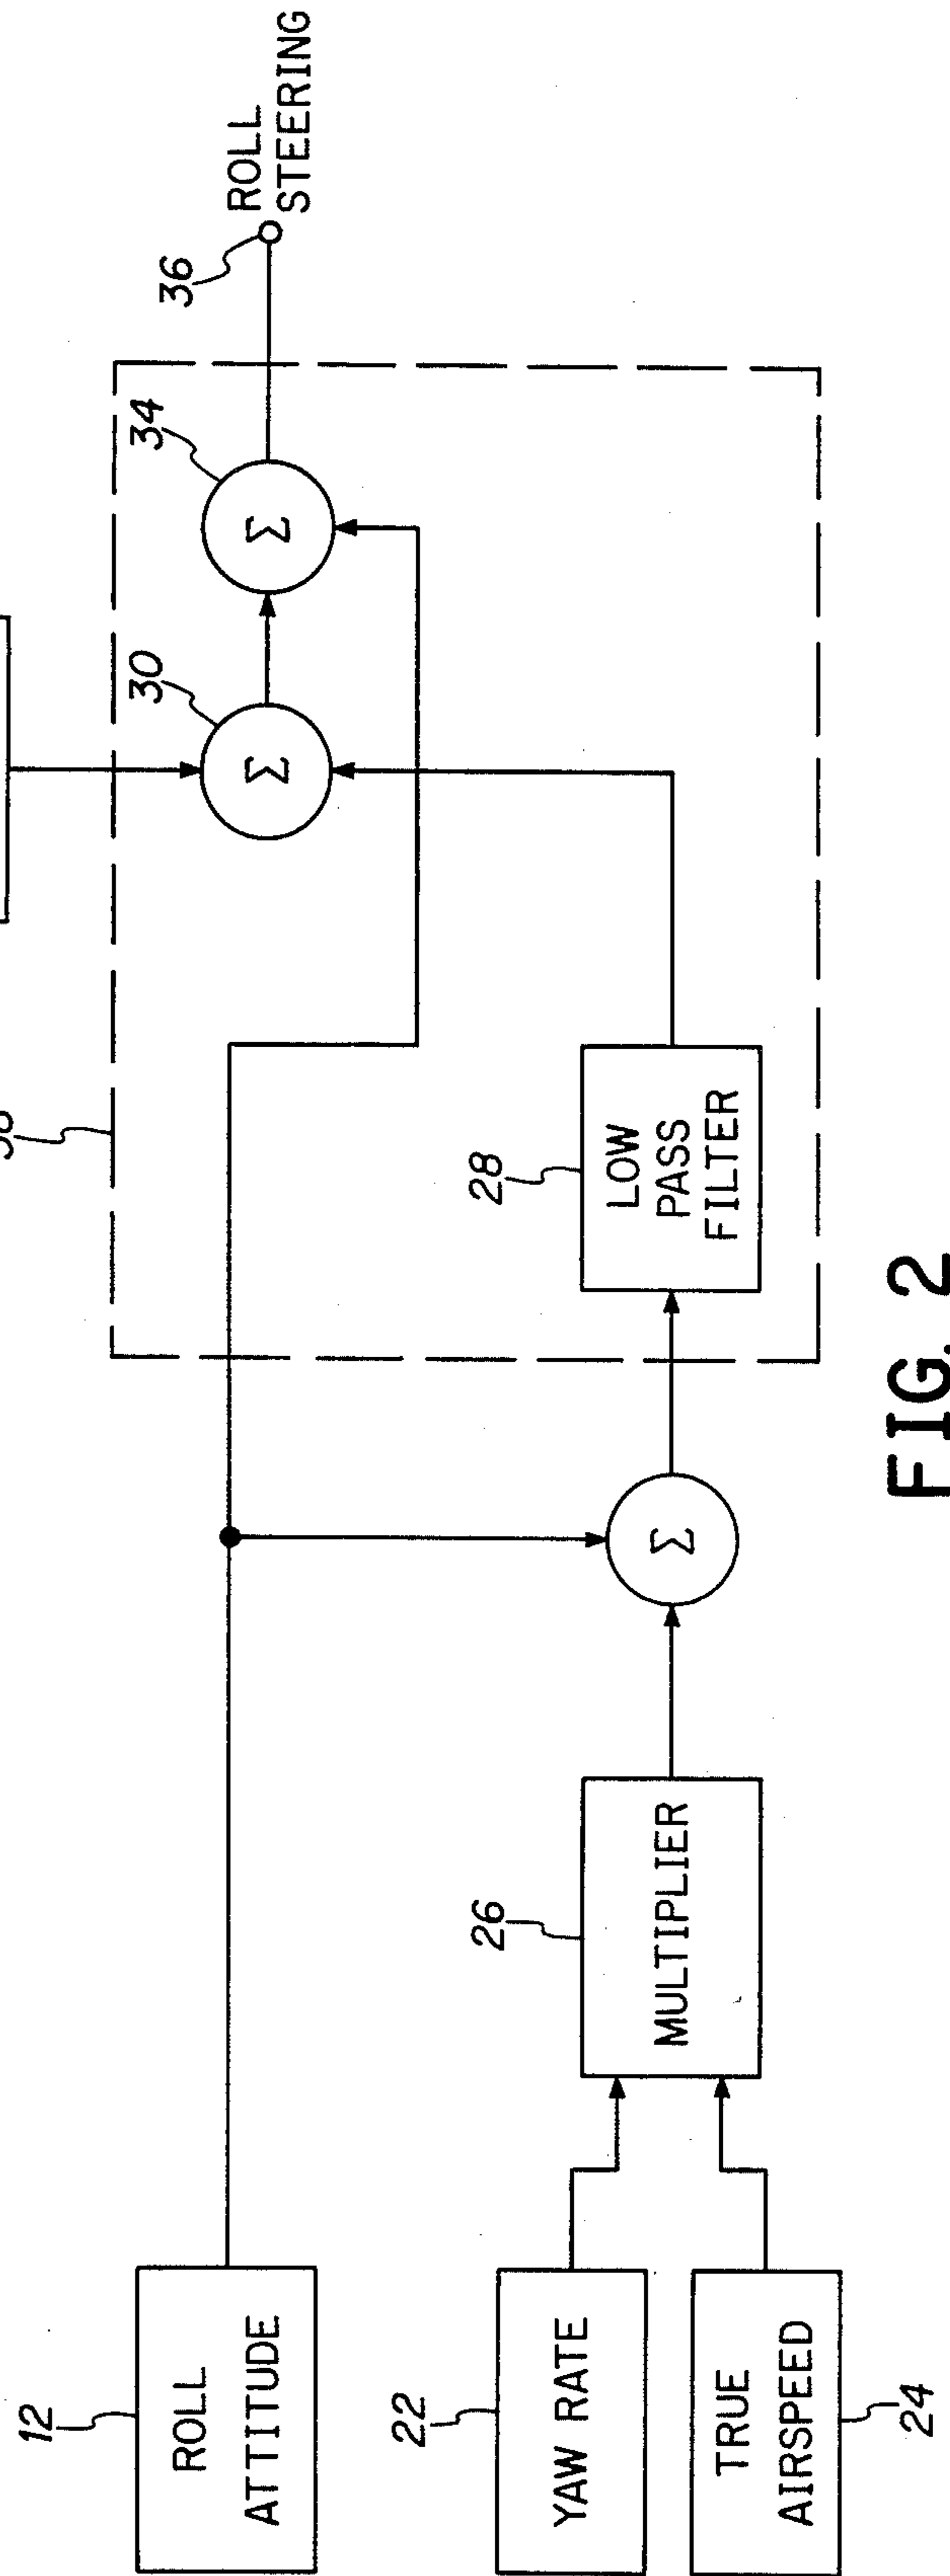 12
ROLL
ATTITUDE
22
YAW RATE
TRUE
AIRSPEED
24
26
MULTIPLIER
Σ
28
LOW
PASS
FILTER
30
Σ
34
Σ
36
ROLL
STEERING
FIG. 2